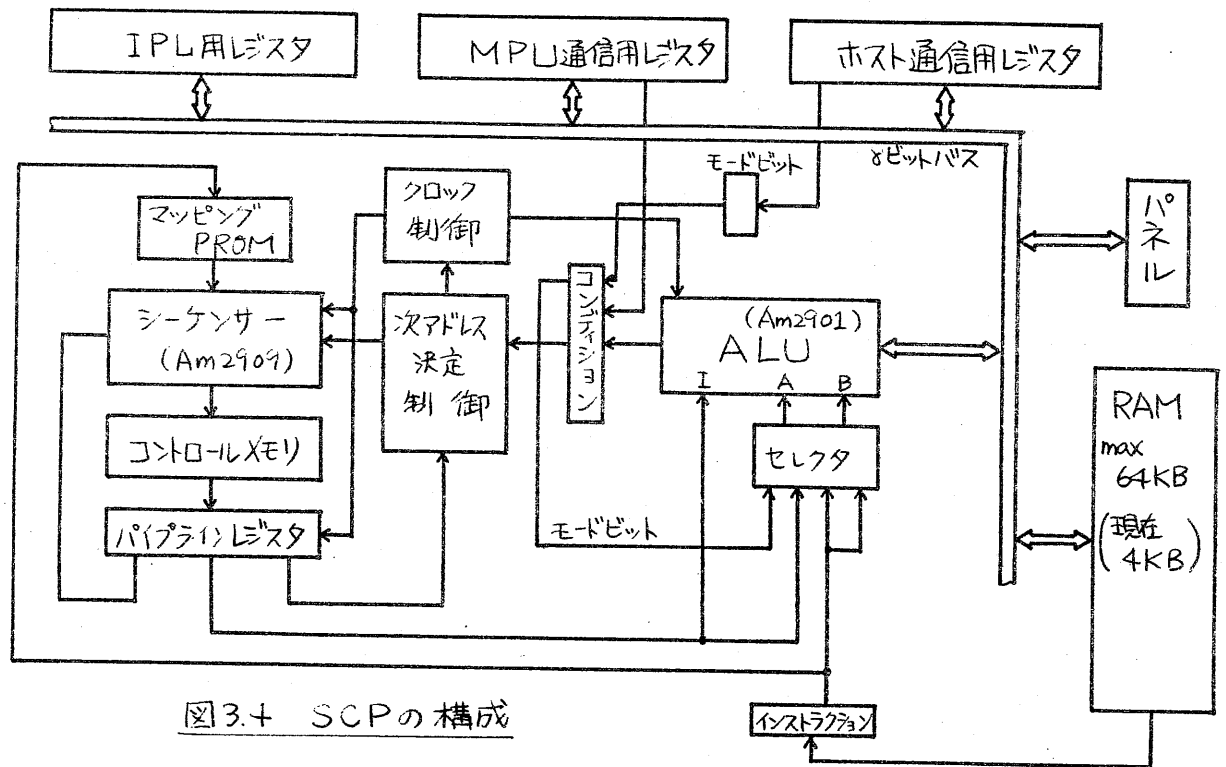 IPL用レジスタ
MPU通信用レジスタ
ホスト通信用レジスタ
8ビットバス
モードビット
クロック
制御
マッピング
PROM
パネル
コンディション
シーケンサー
(Am2909)
次アドレス
決定
制御
(Am2901)
ALU
I A B
RAM
max
64KB
(現在
4KB)
コントロールメモリ
セレクタ
パイプラインレジスタ
モードビット
インストラクション
図3.4 SCPの構成